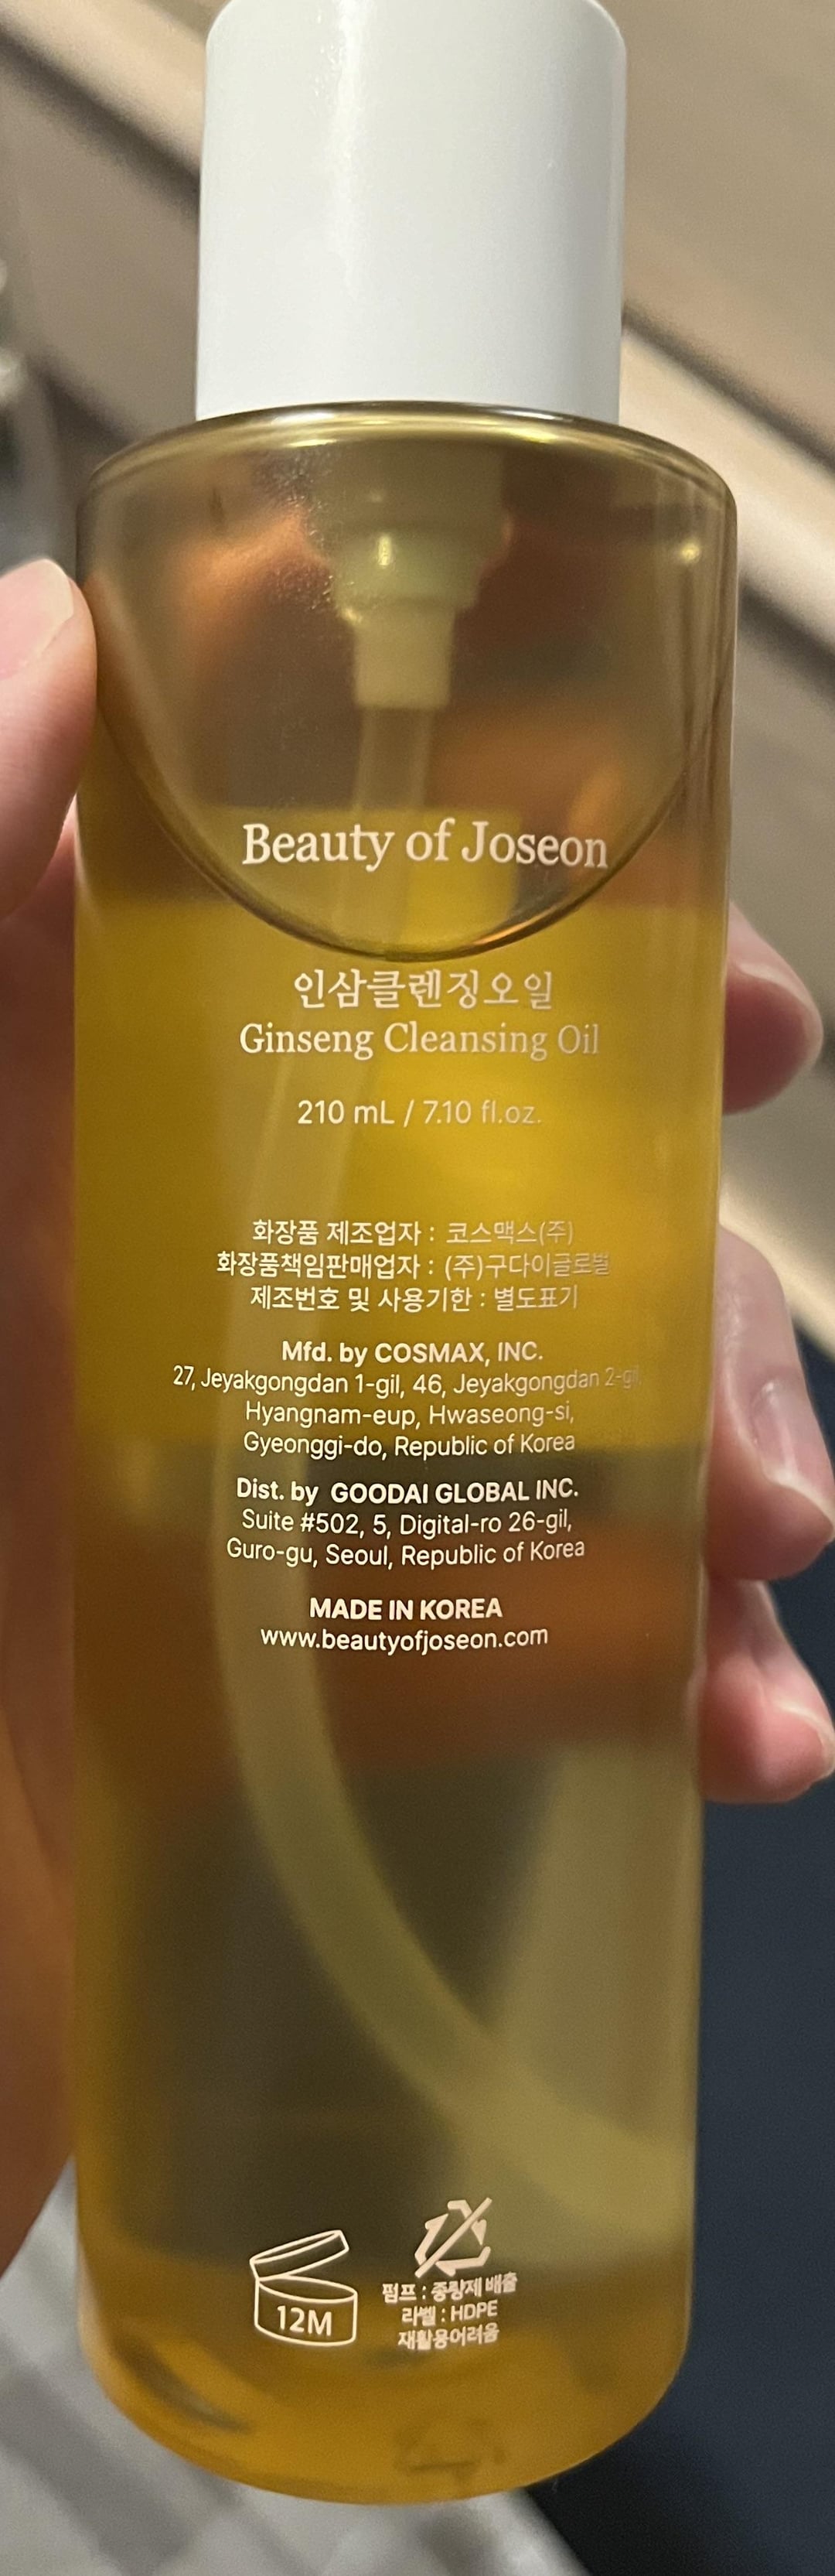 Beauty of Joseon
인삼클렌징오일
Ginseng Cleansing Oil
210 mL / 7.10 fl.oz.
화장품 제조업자 : 코스맥스(주)
화장품책임판매업자 : (주)구다이글로벌
제조번호 및 사용기한 : 별도표기
Mfd. by COSMAX, INC.
27, Jeyakgongdan 1-gil, 46, Jeyakgongdan 2-gil,
Hyangnam-eup, Hwaseong-si,
Gyeonggi-do, Republic of Korea
Dist. by GOODAI GLOBAL INC.
Suite #502, 5, Digital-ro 26-gil,
Guro-gu, Seoul, Republic of Korea
MADE IN KOREA
www.beautyofjoseon.com
12M
펌프 : 종량제 배출
라벨 : HDPE
재활용어려움